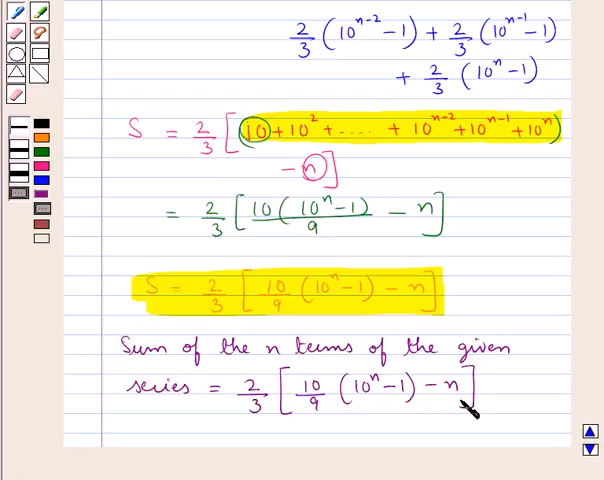 2/3 (10^(n-2) - 1) + 2/3 (10^(n-1) - 1)
+ 2/3 (10^n - 1)
S = 2/3 [(10 + 10^2 + ..... + 10^(n-2) + 10^(n-1) + 10^n)
- n]
= 2/3 [10(10^n - 1)/9 - n]
S = 2/3 [10/9 (10^n - 1) - n]
Sum of the n terms of the given
series = 2/3 [10/9 (10^n - 1) - n]